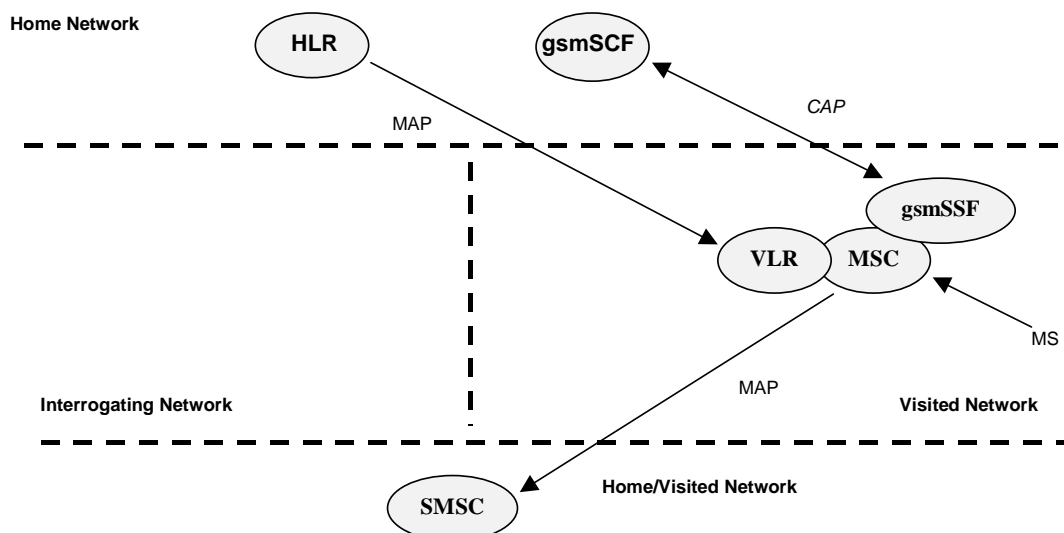 Home Network
HLR
gsmSCF
CAP
MAP
gsmSSF
VLR
MSC
MS
MAP
Interrogating Network
Visited Network
Home/Visited Network
SMSC